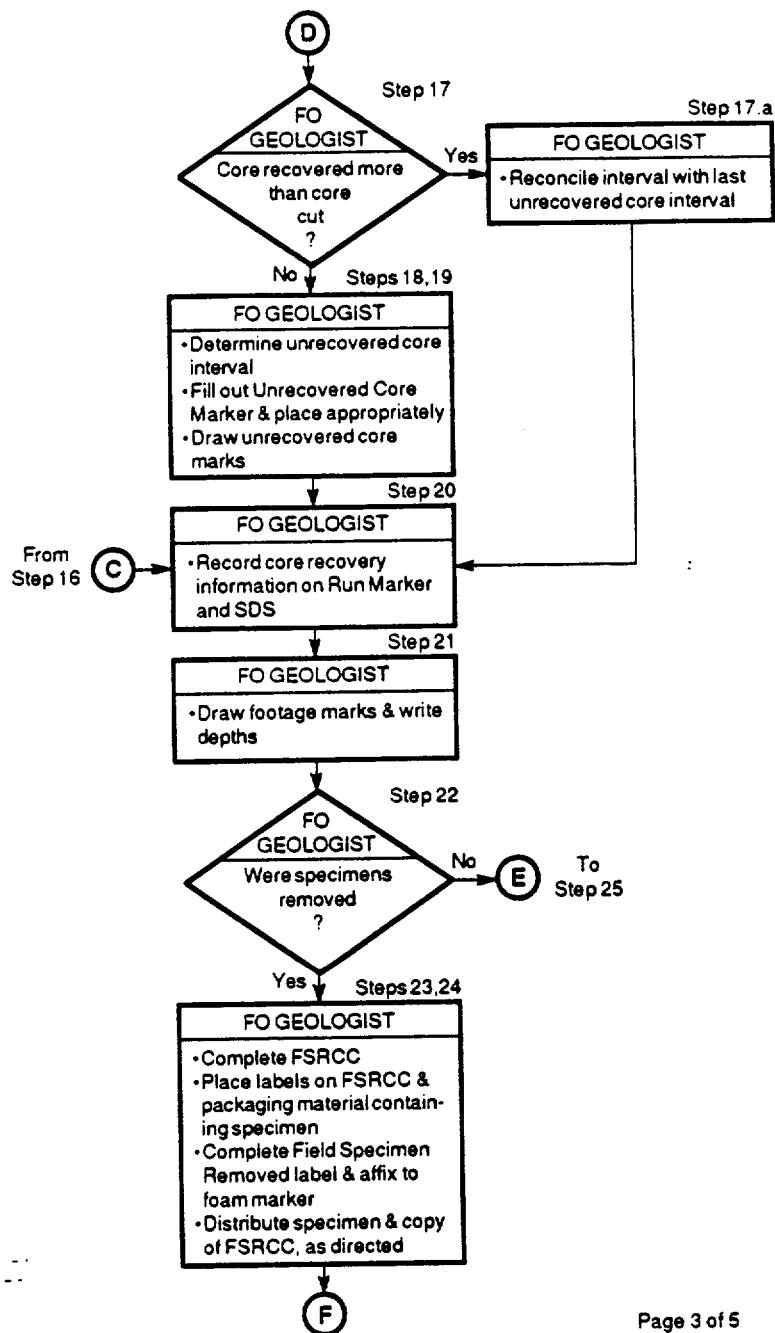 D
Step 17
FO
GEOLOGIST
Core recovered more
than core
cut
?
Yes
Step 17.a
FO GEOLOGIST
•Reconcile interval with last
unrecovered core interval
No
Steps 18,19
FO GEOLOGIST
•Determine unrecovered core
interval
•Fill out Unrecovered Core
Marker & place appropriately
•Draw unrecovered core
marks
Step 20
From
Step 16
C
FO GEOLOGIST
•Record core recovery
information on Run Marker
and SDS
Step 21
FO GEOLOGIST
•Draw footage marks & write
depths
Step 22
FO
GEOLOGIST
Were specimens
removed
?
No
E
To
Step 25
Yes
Steps 23,24
FO GEOLOGIST
•Complete FSRCC
•Place labels on FSRCC &
packaging material contain-
ing specimen
•Complete Field Specimen
Removed label & affix to
foam marker
•Distribute specimen & copy
of FSRCC, as directed
F
Page 3 of 5